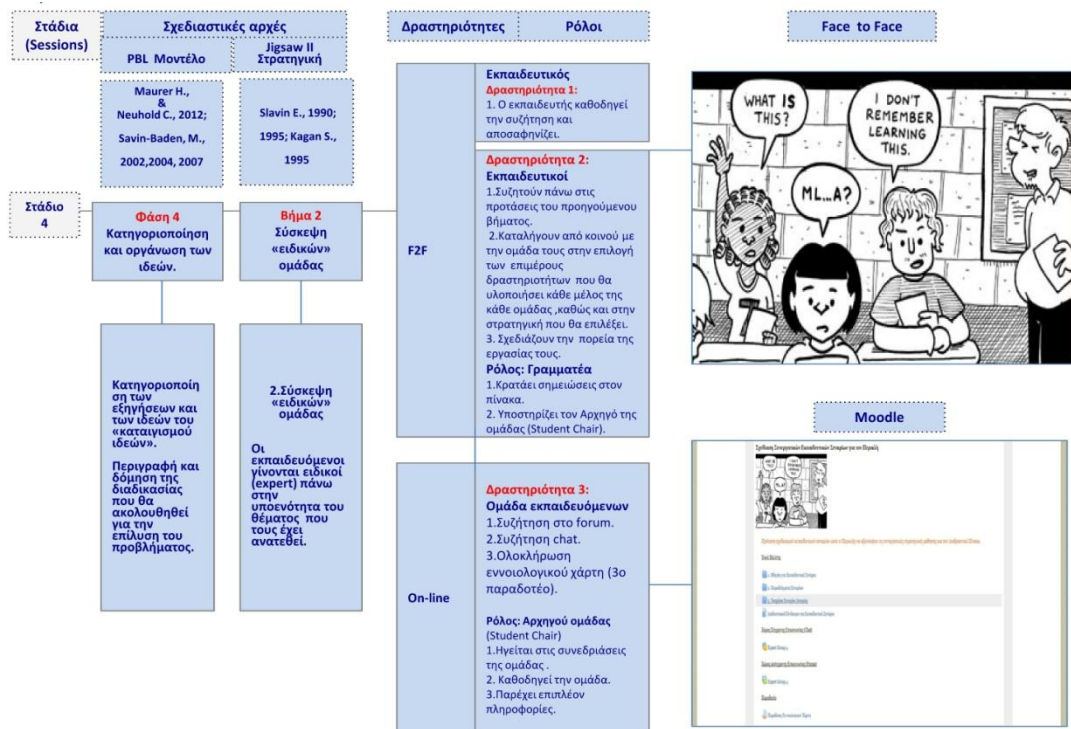 Στάδια
(Sessions)
Σχεδιαστικές αρχές
PBL Μοντέλο
Jigsaw II
Στρατηγική
Maurer H.,
&
Neuhold C., 2012;
Savin-Baden, M.,
2002,2004, 2007
Slavin E., 1990;
1995; Kagan S.,
1995
Δραστηριότητες
Ρόλοι
Face to Face
Στάδιο
4
Φάση 4
Κατηγοριοποίηση
και οργάνωση των
ιδεών.
Βήμα 2
Σύσκεψη
«ειδικών»
ομάδας
Κατηγοριοποίη
ση των
εξηγήσεων και
των ιδεών του
«καταιγισμού
ιδεών».
Περιγραφή και
δόμηση της
διαδικασίας
που θα
ακολουθηθεί
για την
επίλυση του
προβλήματος.
2.Σύσκεψη
«ειδικών»
ομάδας
Οι
εκπαιδευόμενοι
γίνονται ειδικοί
(expert) πάνω
στην
υποενότητα του
θέματος που
τους έχει
ανατεθεί.
F2F
Εκπαιδευτικός
Δραστηριότητα 1:
1. Ο εκπαιδευτής καθοδηγεί
την συζήτηση και
αποσαφηνίζει.
Δραστηριότητα 2:
Εκπαιδευτικοί
1.Συζητούν πάνω στις
προτάσεις του προηγούμενου
βήματος.
2.Καταλήγουν από κοινού με
την ομάδα τους στην επιλογή
των επιμέρους
δραστηριοτήτων που θα
υλοποιήσει κάθε μέλος της
κάθε ομάδας ,καθώς και στην
στρατηγική που θα επιλέξει.
3. Σχεδιάζουν την πορεία της
εργασίας τους.
Ρόλος: Γραμματέα
1.Κρατάει σημειώσεις στον
πίνακα.
2. Υποστηρίζει τον Αρχηγό της
ομάδας (Student Chair).
On-line
Δραστηριότητα 3:
Ομάδα εκπαιδευόμενων
1.Συζήτηση στο forum.
2.Συζήτηση chat.
3.Ολοκλήρωση
εννοιολογικού χάρτη (3ο
παραδοτέο).
Ρόλος: Αρχηγού ομάδας
(Student Chair)
1.Ηγείται στις συνεδριάσεις
της ομάδας .
2. Καθοδηγεί την ομάδα.
3.Παρέχει επιπλέον
πληροφορίες.
WHAT IS
THIS?
I DON'T
REMEMBER
LEARNING
THIS.
ML...A?
Moodle